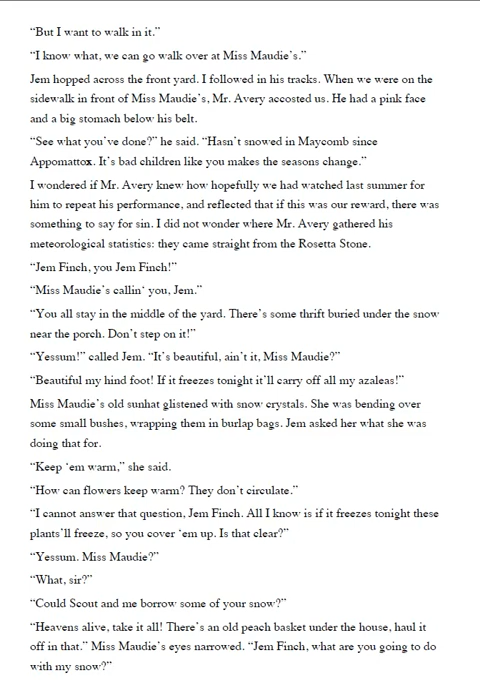 “But I want to walk in it.”
“I know what, we can go walk over at Miss Maudie’s.”
Jem hopped across the front yard. I followed in his tracks. When we were on the
sidewalk in front of Miss Maudie’s, Mr. Avery accosted us. He had a pink face
and a big stomach below his belt.
“See what you’ve done?” he said. “Hasn’t snowed in Maycomb since
Appomattox. It’s bad children like you makes the seasons change.”
I wondered if Mr. Avery knew how hopefully we had watched last summer for
him to repeat his performance, and reflected that if this was our reward, there was
something to say for sin. I did not wonder where Mr. Avery gathered his
meteorological statistics: they came straight from the Rosetta Stone.
“Jem Finch, you Jem Finch!”
“Miss Maudie’s callin‘ you, Jem.”
“You all stay in the middle of the yard. There’s some thrift buried under the snow
near the porch. Don’t step on it!”
“Yessum!” called Jem. “It’s beautiful, ain’t it, Miss Maudie?”
“Beautiful my hind foot! If it freezes tonight it’ll carry off all my azaleas!”
Miss Maudie’s old sunhat glistened with snow crystals. She was bending over
some small bushes, wrapping them in burlap bags. Jem asked her what she was
doing that for.
“Keep ‘em warm,” she said.
“How can flowers keep warm? They don’t circulate.”
“I cannot answer that question, Jem Finch. All I know is if it freezes tonight these
plants’ll freeze, so you cover ‘em up. Is that clear?”
“Yessum. Miss Maudie?”
“What, sir?”
“Could Scout and me borrow some of your snow?”
“Heavens alive, take it all! There’s an old peach basket under the house, haul it
off in that.” Miss Maudie’s eyes narrowed. “Jem Finch, what are you going to do
with my snow?”